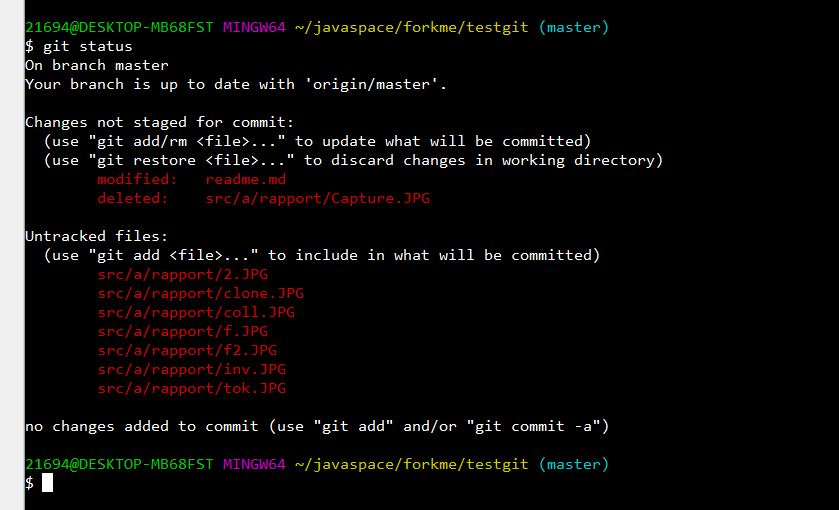 21694@DESKTOP-MB68FST MINGW64 ~/javaspace/forkme/testgit (master)
$ git status
On branch master
Your branch is up to date with 'origin/master'.
Changes not staged for commit:
(use "git add/rm <file>..." to update what will be committed)
(use "git restore <file>..." to discard changes in working directory)
modified: readme.md
deleted: src/a/rapport/Capture.JPG
Untracked files:
(use "git add <file>..." to include in what will be committed)
src/a/rapport/2.JPG
src/a/rapport/clone.JPG
src/a/rapport/coll.JPG
src/a/rapport/f.JPG
src/a/rapport/f2.JPG
src/a/rapport/inv.JPG
src/a/rapport/tok.JPG
no changes added to commit (use "git add" and/or "git commit -a")
21694@DESKTOP-MB68FST MINGW64 ~/javaspace/forkme/testgit (master)
$